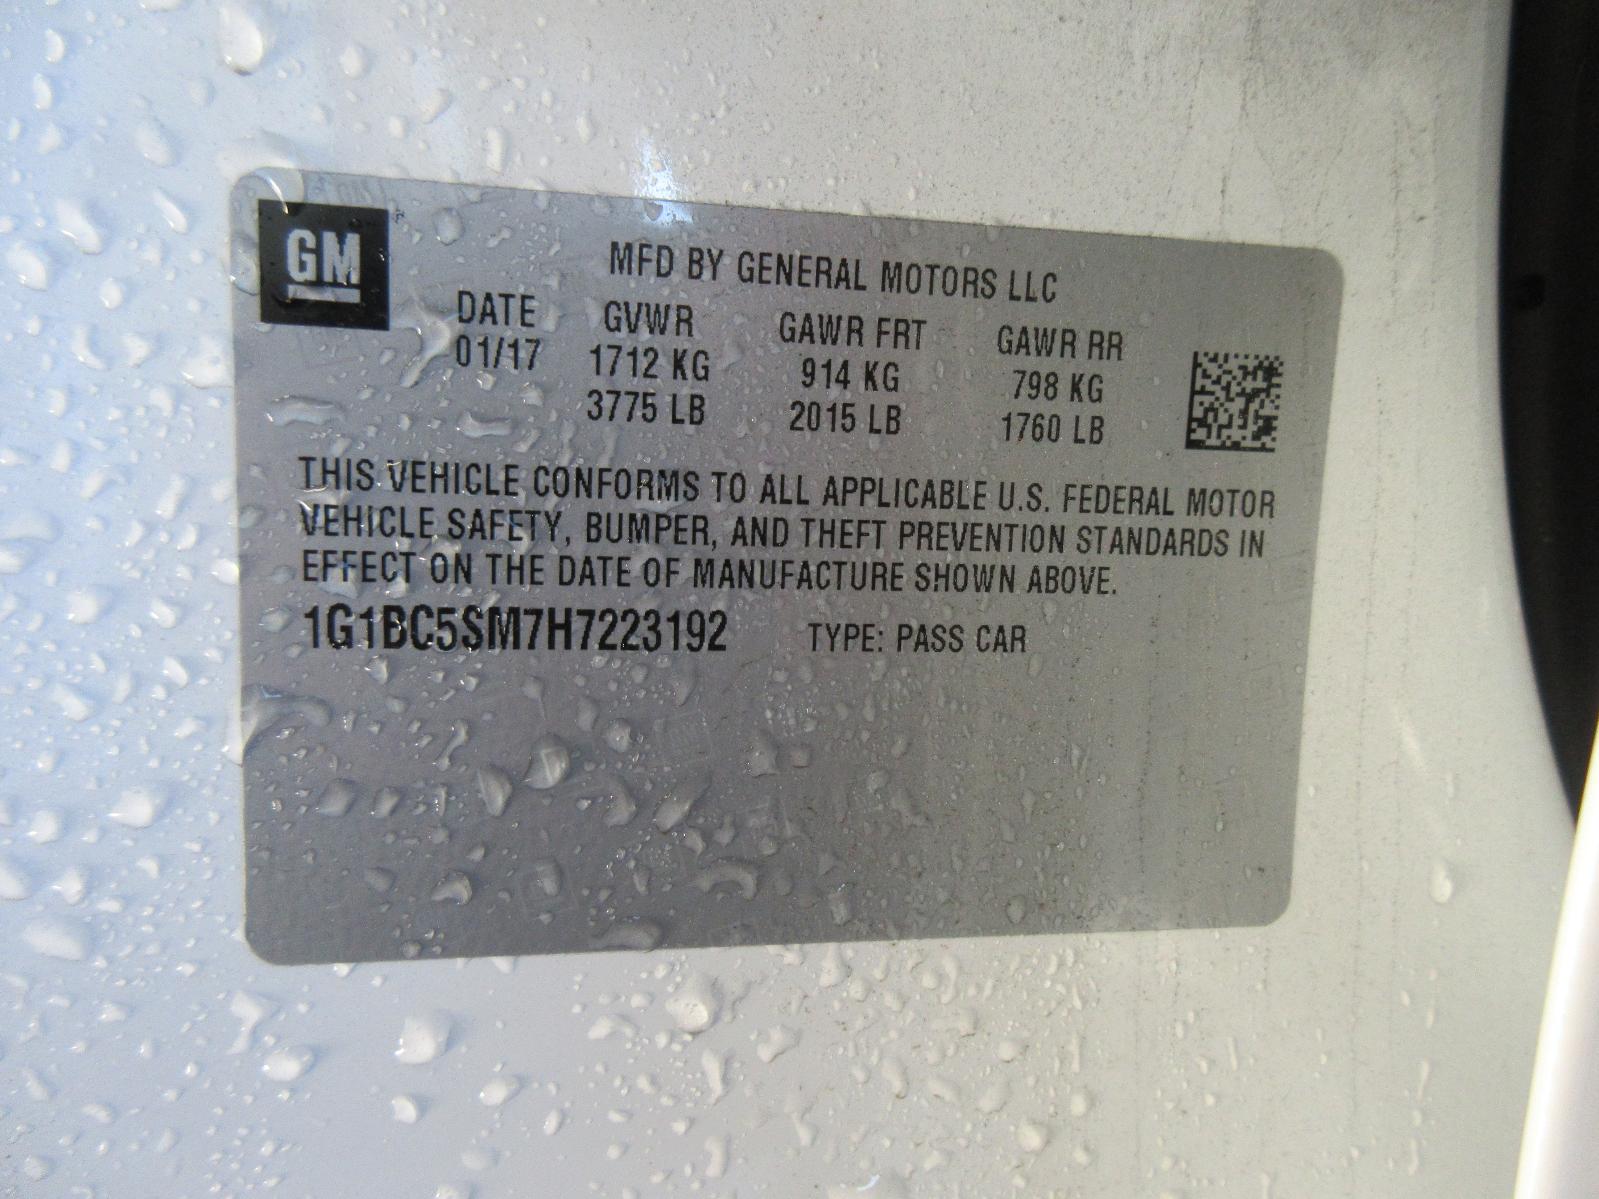 GM
MFD BY GENERAL MOTORS LLC
DATE GVWR GAWR FRT GAWR RR
01/17 1712 KG 914 KG 798 KG
3775 LB 2015 LB 1760 LB
THIS VEHICLE CONFORMS TO ALL APPLICABLE U.S. FEDERAL MOTOR
VEHICLE SAFETY, BUMPER, AND THEFT PREVENTION STANDARDS IN
EFFECT ON THE DATE OF MANUFACTURE SHOWN ABOVE.
1G1BC5SM7H7223192 TYPE: PASS CAR